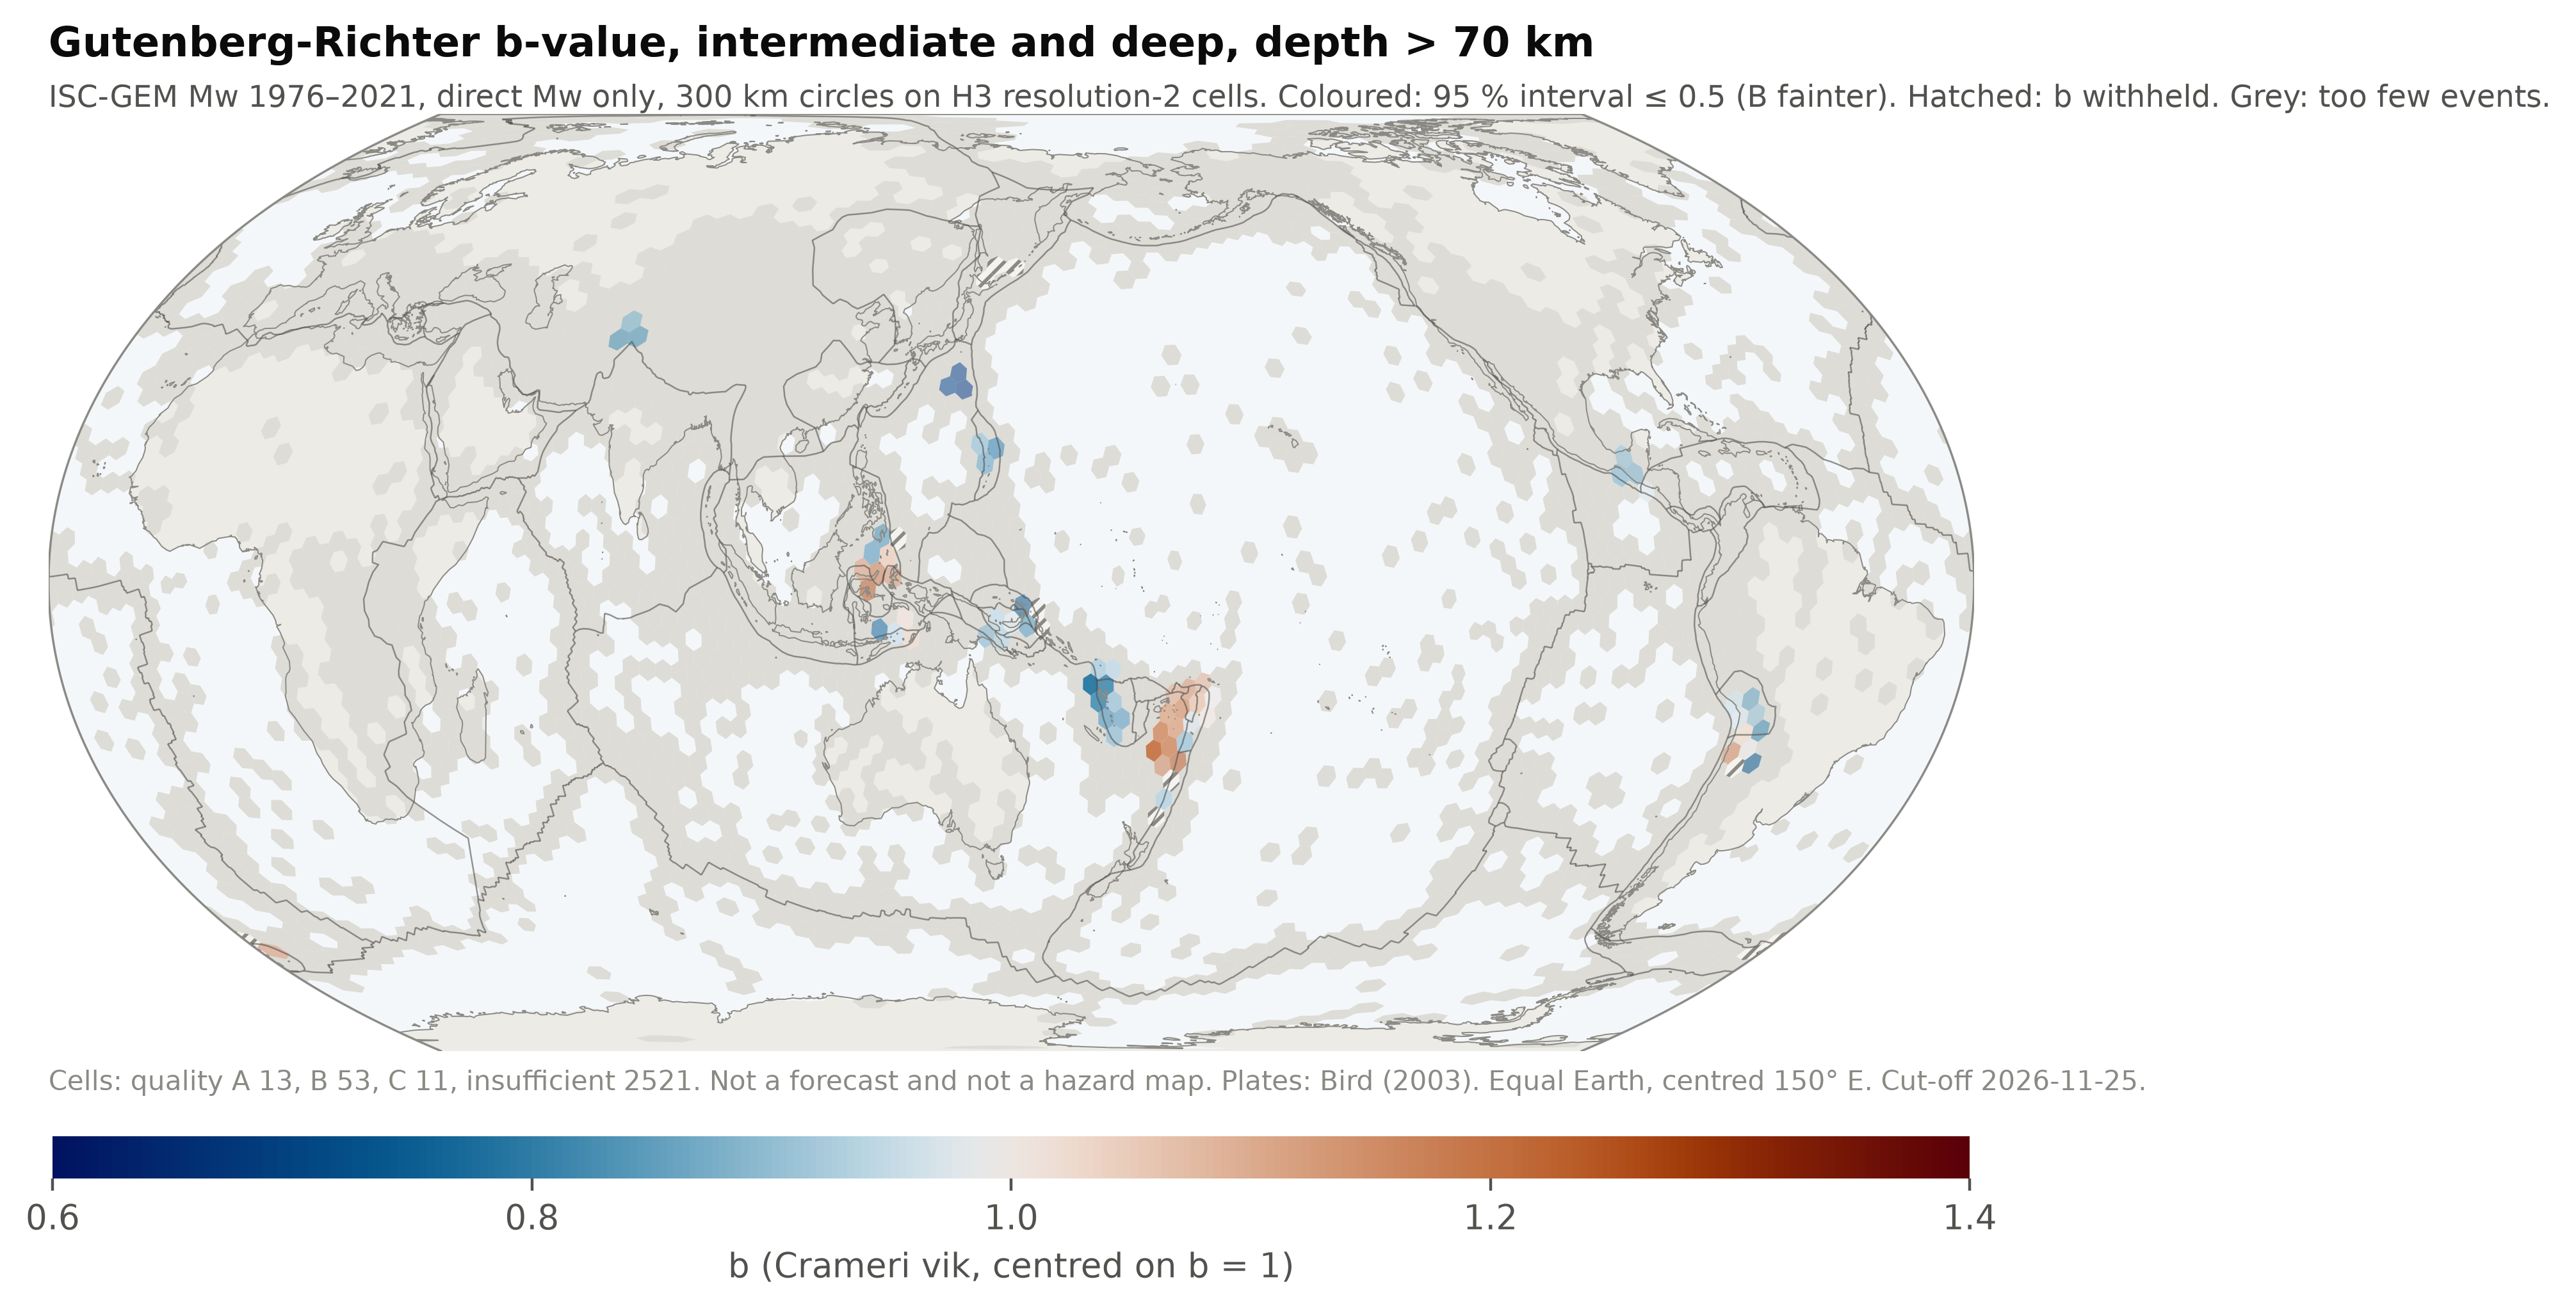 Gutenberg-Richter b-value, intermediate and deep, depth > 70 km
ISC-GEM Mw 1976–2021, direct Mw only, 300 km circles on H3 resolution-2 cells. Coloured: 95 % interval ≤ 0.5 (B fainter). Hatched: b withheld. Grey: too few events.
Cells: quality A 13, B 53, C 11, insufficient 2521. Not a forecast and not a hazard map. Plates: Bird (2003). Equal Earth, centred 150° E. Cut-off 2026-11-25.
0.6 0.8 1.0 1.2 1.4
b (Crameri vik, centred on b = 1)